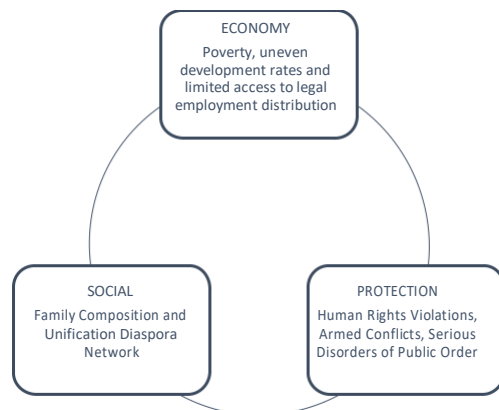 ECONOMY
Poverty, uneven
development rates and
limited access to legal
employment distribution
SOCIAL
Family Composition and
Unification Diaspora
Network
PROTECTION
Human Rights Violations,
Armed Conflicts, Serious
Disorders of Public Order